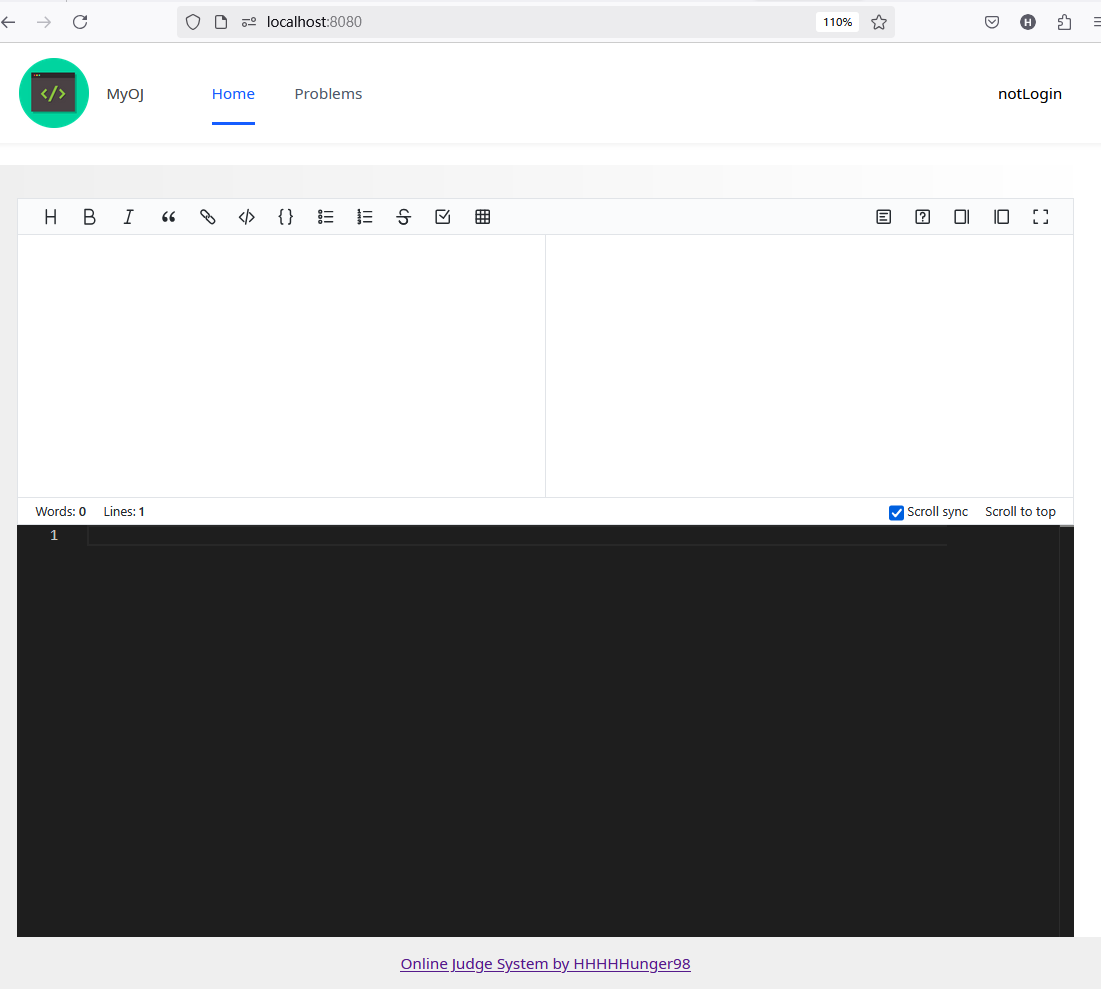 localhost:8080 110% H
</> MyOJ Home Problems notLogin
H B I “ </> {}
Words: 0 Lines: 1 Scroll sync Scroll to top
1
Online Judge System by HHHHHunger98